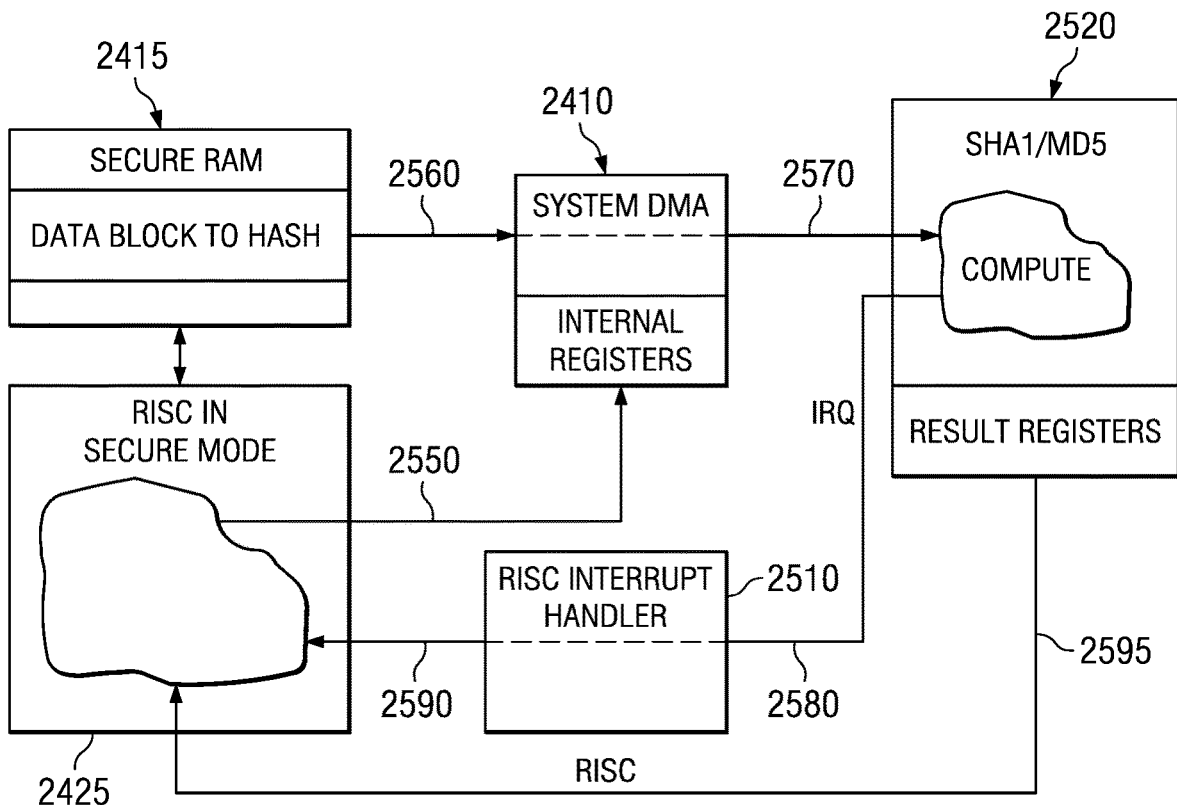 2415
SECURE RAM
DATA BLOCK TO HASH
2560
2410
SYSTEM DMA
INTERNAL
REGISTERS
2570
2520
SHA1/MD5
COMPUTE
RESULT REGISTERS
IRQ
RISC IN
SECURE MODE
2550
RISC INTERRUPT
HANDLER
2510
2590
2580
2595
2425
RISC